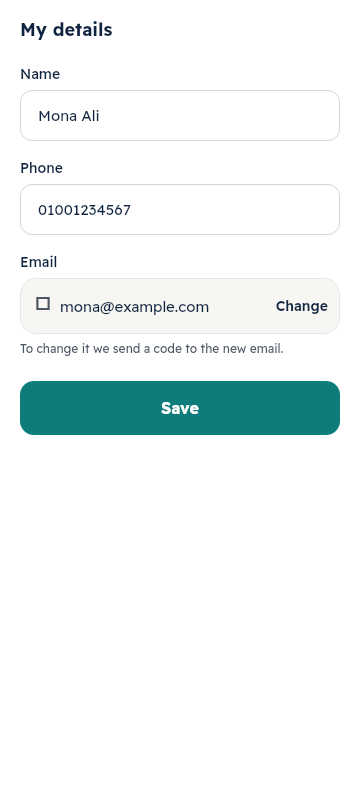 My details
Name
Mona Ali
Phone
01001234567
Email
mona@example.com Change
To change it we send a code to the new email.
Save